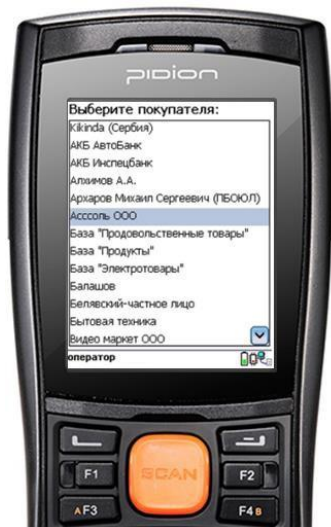 PIDION
Выберите покупателя:
Kikinda (Сербия)
АКБ АвтоБанк
АКБ Инспецбанк
Алхимов А.А.
Архаров Михаил Сергеевич (ПБОЮЛ)
Асссоль ООО
База "Продовольственные товары"
База "Продукты"
База "Электротовары"
Балашов
Белявский-частное лицо
Бытовая техника
Видео маркет ООО
оператор
F1 SCAN F2
A F3 F4 B